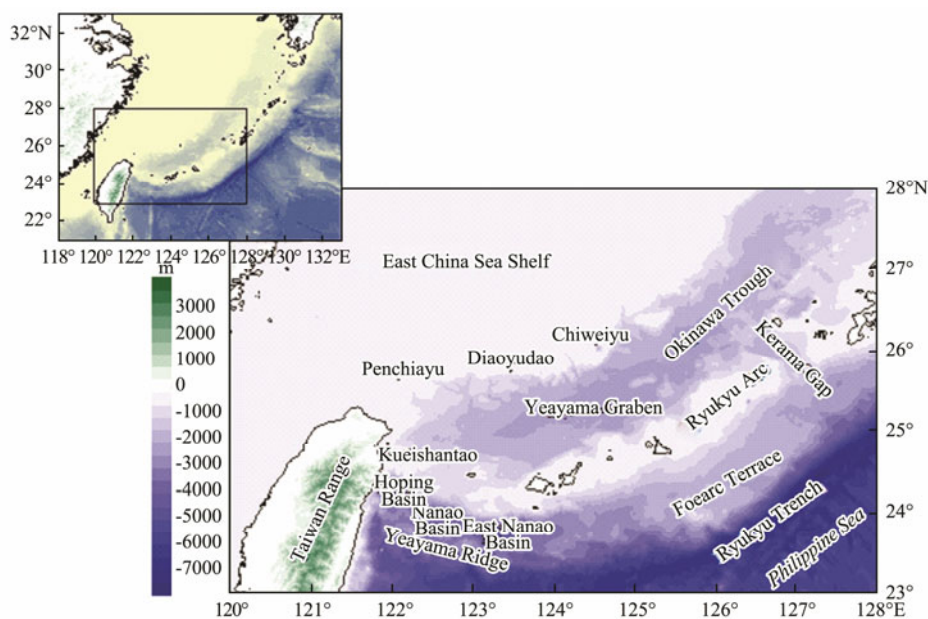 32°N
30°
28°
26°
24°
22°
118° 120° 122° 124° 126° 128° 130° 132°E
m
3000
2000
1000
0
-1000
-2000
-3000
-4000
-5000
-6000
-7000
28°N
27°
26°
25°
24°
23°
East China Sea Shelf
Okinawa Trough
Chiweiyu
Diaoyudao
Penchiayu
Kerama Gap
Ryukyu Arc
Yeayama Graben
Kueishantao
Foearc Terrace
Taiwan Range
Hoping
Basin
Nanao
Basin
East Nanao
Basin
Yeayama Ridge
Ryukyu Trench
Philippine Sea
120° 121° 122° 123° 124° 125° 126° 127° 128°E